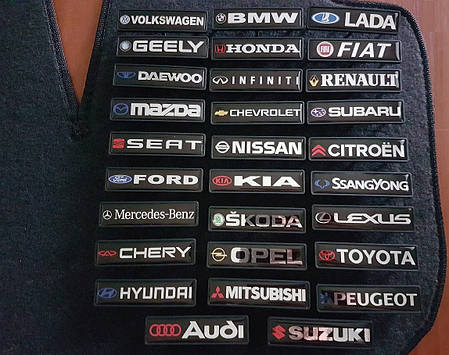 VOLKSWAGEN BMW LADA
GEELY HONDA FIAT
DAEWOO INFINITI RENAULT
mazda CHEVROLET SUBARU
SEAT NISSAN CITROËN
FORD KIA SSANGYONG
Mercedes-Benz ŠKODA LEXUS
CHERY OPEL TOYOTA
HYUNDAI MITSUBISHI PEUGEOT
Audi SUZUKI